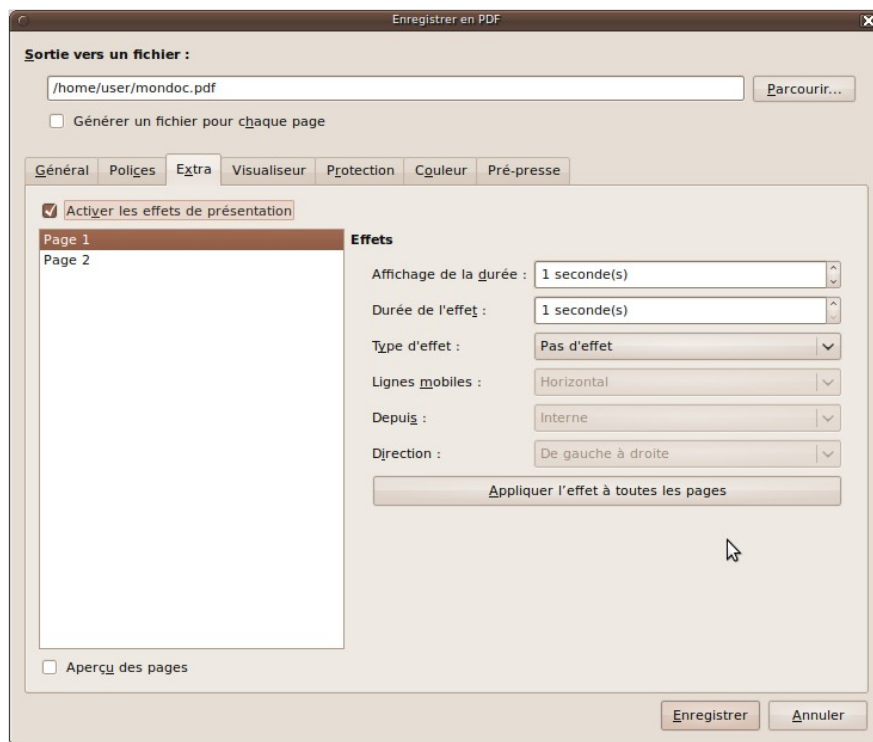 Enregistrer en PDF
Sortie vers un fichier :
/home/user/mondoc.pdf
Parcourir...
Générer un fichier pour chaque page
Général Polices Extra Visualiseur Protection Couleur Pré-presse
Activer les effets de présentation
Page 1
Page 2
Effets
Affichage de la durée : 1 seconde(s)
Durée de l'effet : 1 seconde(s)
Type d'effet : Pas d'effet
Lignes mobiles : Horizontal
Depuis : Interne
Direction : De gauche à droite
Appliquer l’effet à toutes les pages
Aperçu des pages
Enregistrer Annuler